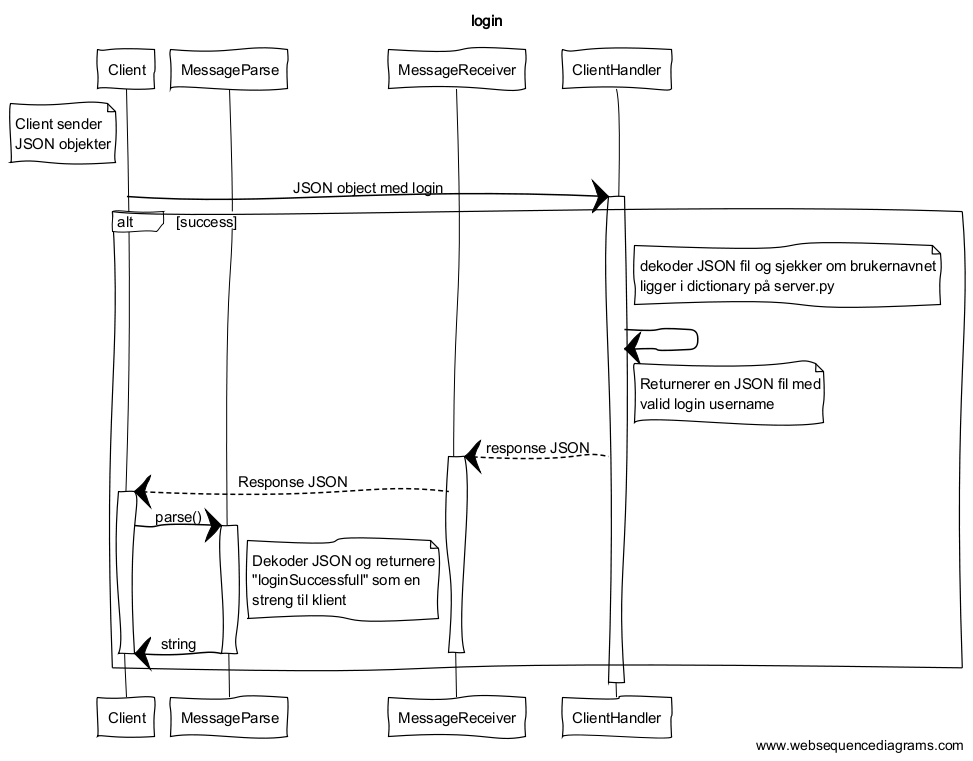 login
Client
MessageParse
MessageReceiver
ClientHandler
Client sender
JSON objekter
JSON object med login
alt
[success]
dekoder JSON fil og sjekker om brukernavnet
ligger i dictionary på server.py
Returnerer en JSON fil med
valid login username
response JSON
Response JSON
parse()
Dekoder JSON og returnere
"loginSuccessfull" som en
streng til klient
string
Client
MessageParse
MessageReceiver
ClientHandler
www.websequencediagrams.com